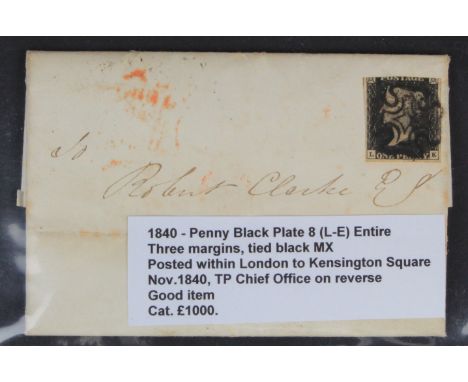 POSTAGE
L ONE PENNY E
To
Robert Clarke Esq
1840 - Penny Black Plate 8 (L-E) Entire
Three margins, tied black MX
Posted within London to Kensington Square
Nov.1840, TP Chief Office on reverse
Good item
Cat. £1000.